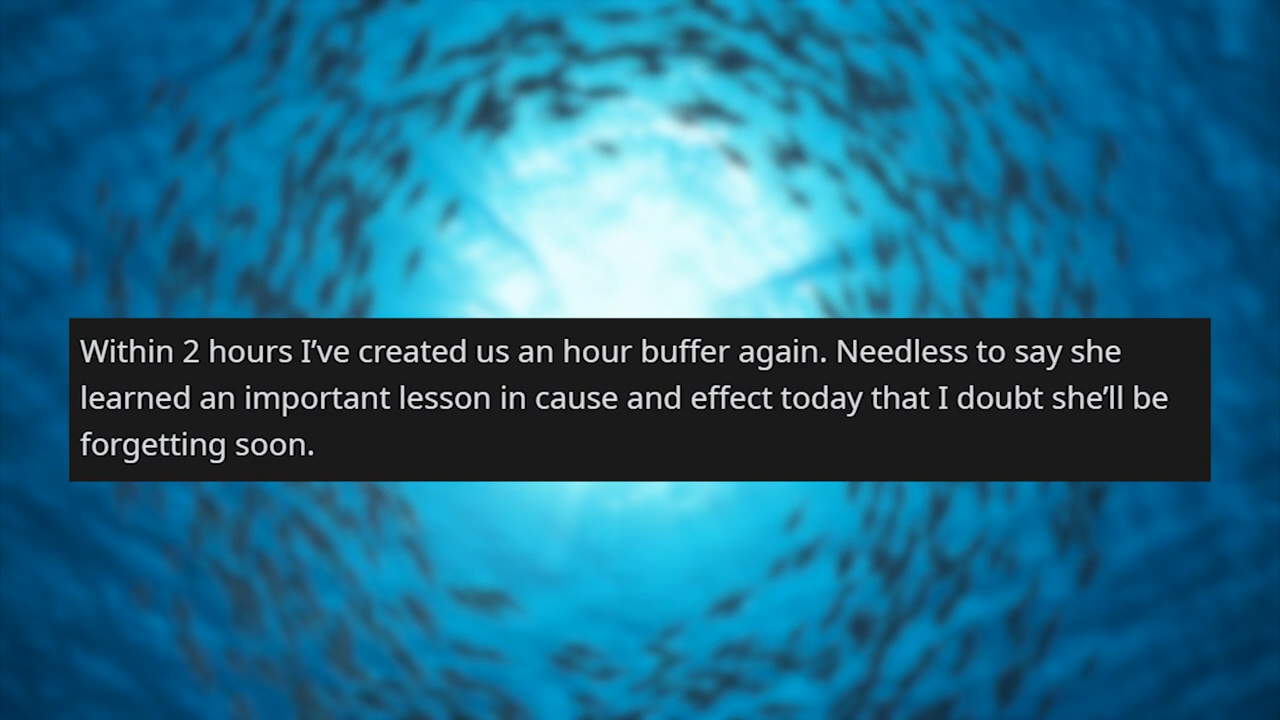 Within 2 hours I’ve created us an hour buffer again. Needless to say she
learned an important lesson in cause and effect today that I doubt she’ll be
forgetting soon.